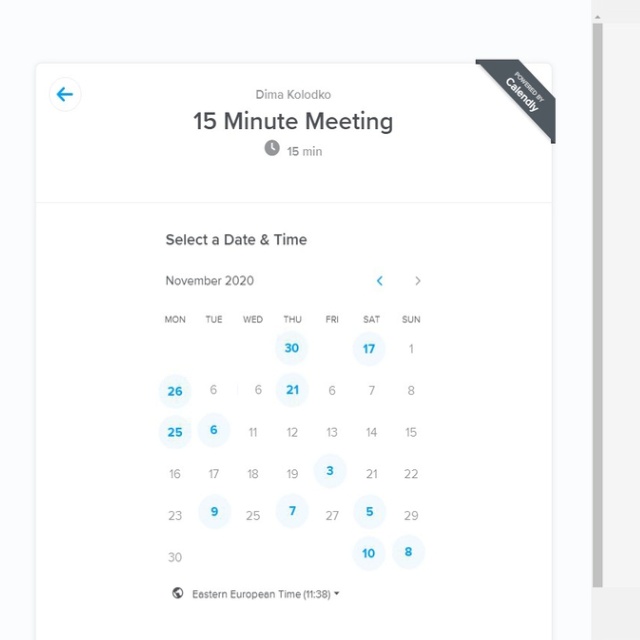 POWERED BY
Calendly
Dima Kolodko
15 Minute Meeting
15 min
Select a Date & Time
November 2020
MON TUE WED THU FRI SAT SUN
30 17 1
26 6 6 21 6 7 8
25 6 11 12 13 14 15
16 17 18 19 3 21 22
23 9 25 7 27 5 29
30 10 8
Eastern European Time (11:38)